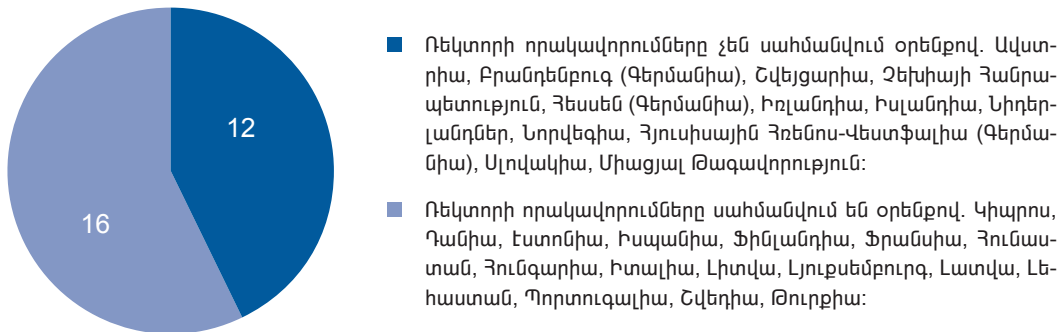 12
16
Ռեկտորի որակավորումները չեն սահմանվում օրենքով. Ավստ-
րիա, Բրանդենբուգ (Գերմանիա), Շվեյցարիա, Չեխիայի Հանրա-
պետություն, Հեսսեն (Գերմանիա), Իռլանդիա, Իսլանդիա, Նիդեր-
լանդներ, Նորվեգիա, Հյուսիսային Հռենոս-Վեստֆալիա (Գերմա-
նիա), Սլովակիա, Միացյալ Թագավորություն:
Ռեկտորի որակավորումները սահմանվում են օրենքով. Կիպրոս,
Դանիա, Էստոնիա, Իսպանիա, Ֆինլանդիա, Ֆրանսիա, Հունաս-
տան, Հունգարիա, Իտալիա, Լիտվա, Լյուքսեմբուրգ, Լատվա, Լե-
հաստան, Պորտուգալիա, Շվեդիա, Թուրքիա: